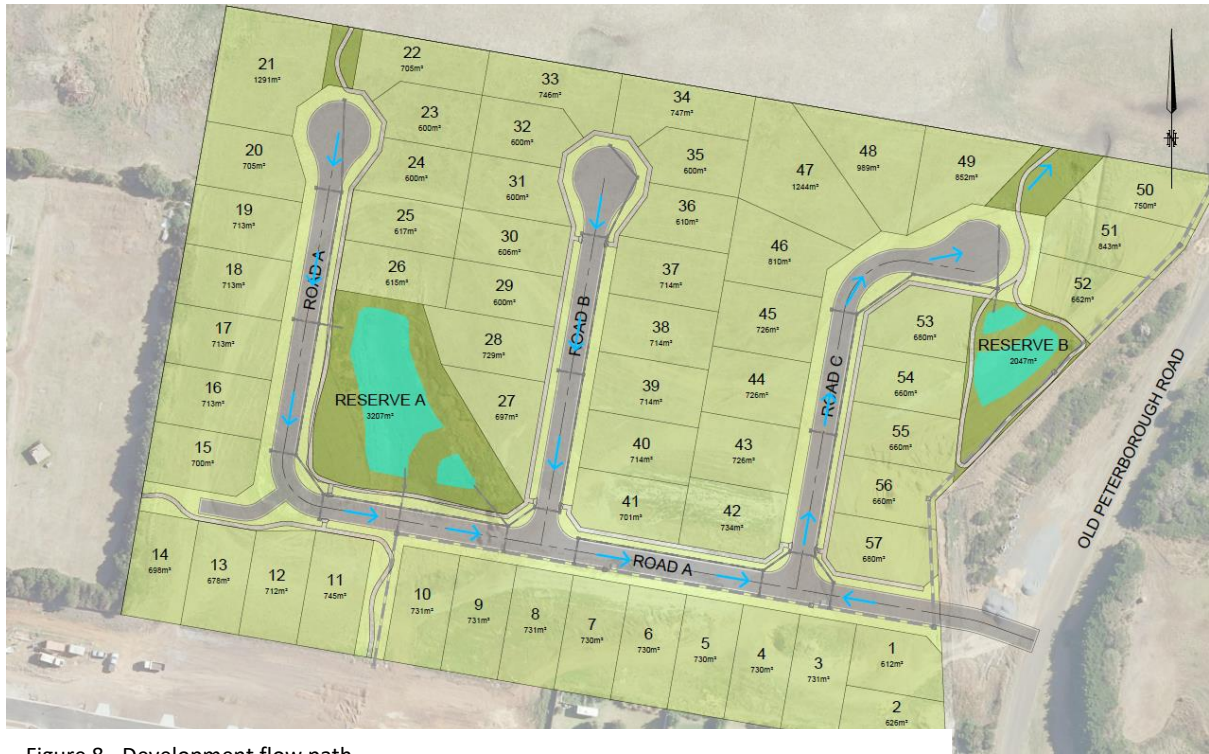 21
1291m²
22
705m²
33
746m²
34
747m²
23
600m²
32
600m²
20
705m²
24
600m²
31
600m²
35
600m²
47
1244m²
48
989m²
49
852m²
50
750m²
19
713m²
25
617m²
30
606m²
36
610m²
46
810m²
51
843m²
18
713m²
ROAD A
26
615m²
29
600m²
ROAD B
37
714m²
52
662m²
17
713m²
28
729m²
38
714m²
45
726m²
ROAD C
53
680m²
RESERVE B
2047m²
16
713m²
RESERVE A
3207m²
27
697m²
39
714m²
44
726m²
54
660m²
OLD PETERBOROUGH ROAD
15
700m²
40
714m²
43
726m²
55
660m²
41
701m²
42
734m²
56
660m²
57
680m²
ROAD A
14
698m²
13
678m²
12
712m²
11
745m²
10
731m²
9
731m²
8
731m²
7
730m²
6
730m²
5
730m²
4
730m²
3
731m²
1
612m²
2
626m²
N
Figure 8 - Development flow path